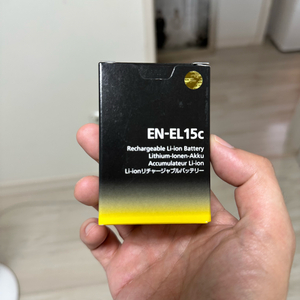 EN-EL15c
Rechargeable Li-ion Battery
Lithium-Ionen-Akku
Accumulateur Li-ion
Li-ionリチャージャブルバッテリー